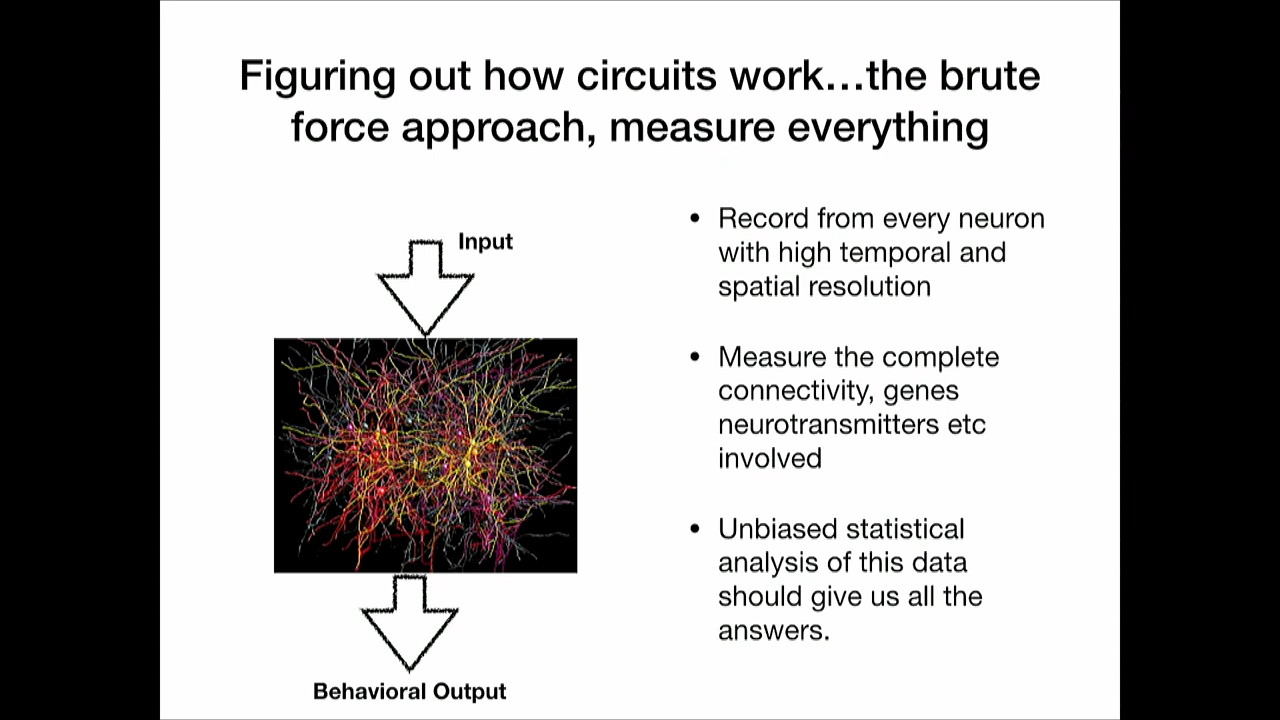 Figuring out how circuits work…the brute
force approach, measure everything
Input
Behavioral Output
• Record from every neuron
with high temporal and
spatial resolution
• Measure the complete
connectivity, genes
neurotransmitters etc
involved
• Unbiased statistical
analysis of this data
should give us all the
answers.